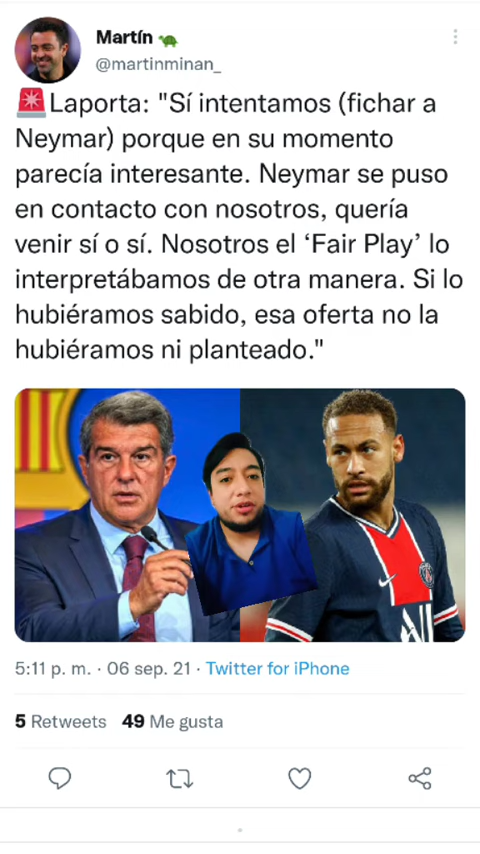 Martín 🐢
@martinminan_
🚨Laporta: "Sí intentamos (fichar a
Neymar) porque en su momento
parecía interesante. Neymar se puso
en contacto con nosotros, quería
venir sí o sí. Nosotros el ‘Fair Play’ lo
interpretábamos de otra manera. Si lo
hubiéramos sabido, esa oferta no la
hubiéramos ni planteado."
5:11 p. m. · 06 sep. 21 · Twitter for iPhone
5 Retweets 49 Me gusta